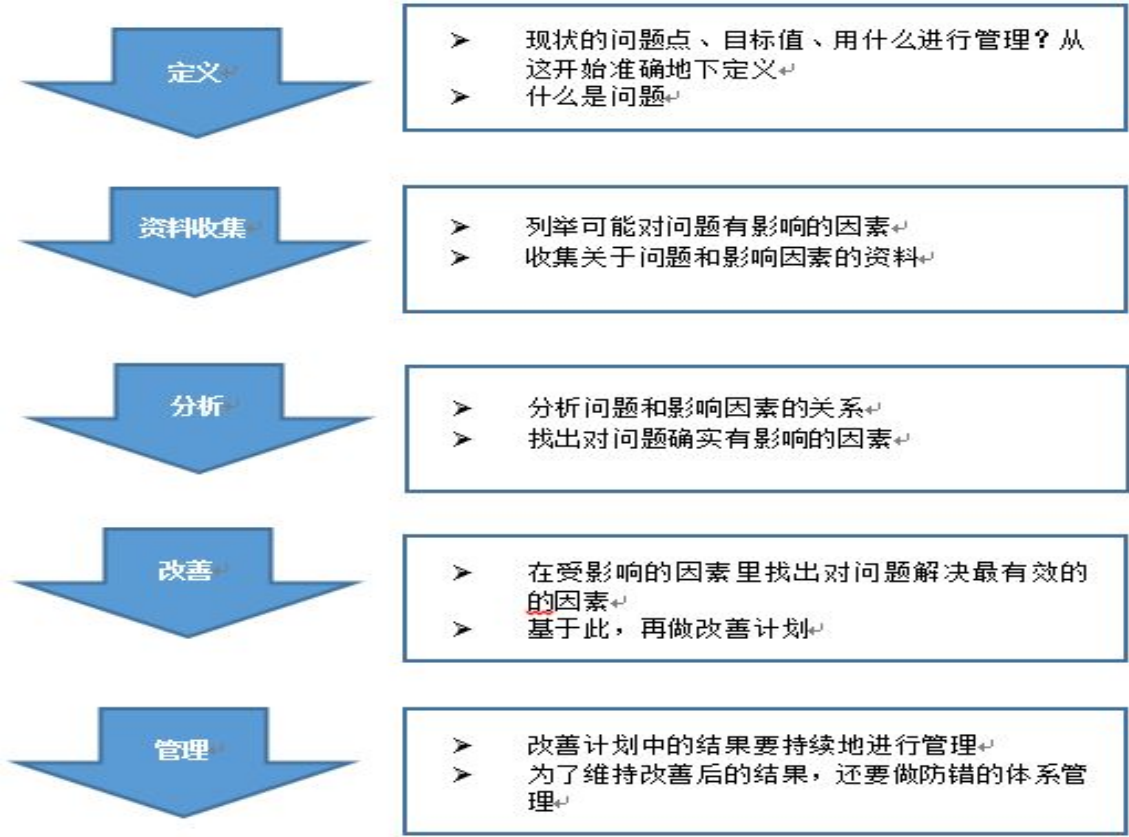 定义
➢ 现状的问题点、目标值、用什么进行管理？从
这开始准确地下定义
➢ 什么是问题
资料收集
➢ 列举可能对问题有影响的因素
➢ 收集关于问题和影响因素的资料
分析
➢ 分析问题和影响因素的关系
➢ 找出对问题确实有影响的因素
改善
➢ 在受影响的因素里找出对问题解决最有效的
的因素
➢ 基于此，再做改善计划
管理
➢ 改善计划中的结果要持续地进行管理
➢ 为了维持改善后的结果，还要做防错的体系管
理